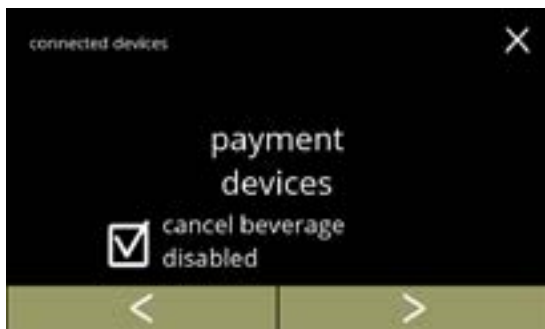 connected devices
payment
devices
cancel beverage
disabled